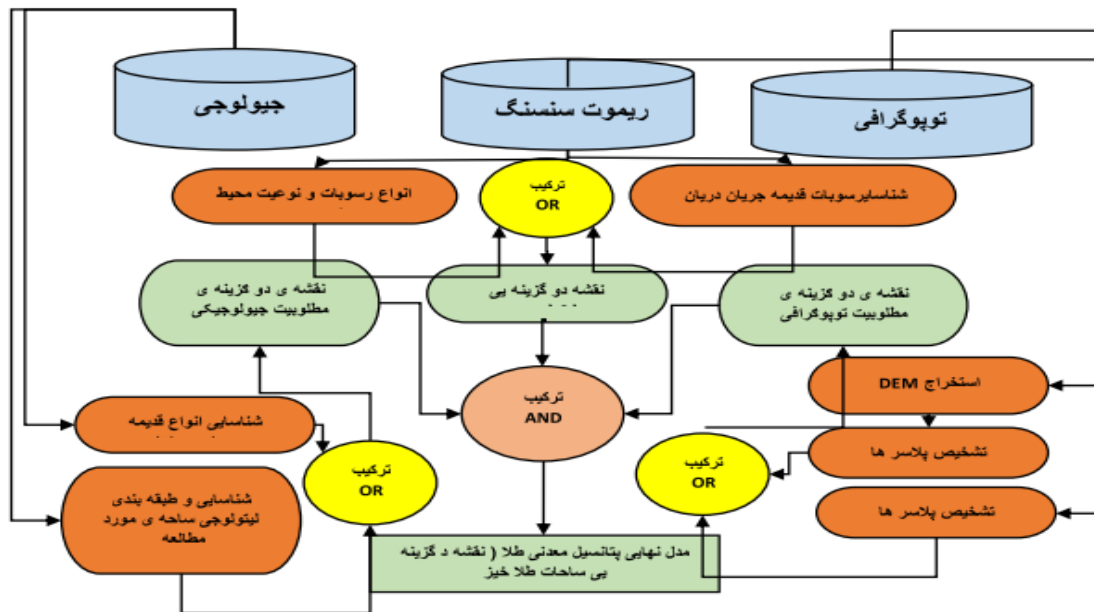 جیولوجی
ریموت سنسنگ
توپوگرافی
انواع رسوبات و نوعیت محیط
ترکیب
OR
شناسایرسوبات قدیمه جریان دریان
نقشه ی دو گزینه ی
مطلوبیت جیولوجیکی
نقشه دو گزینه یی
نقشه ی دو گزینه ی
مطلوبیت توپوگرافی
ترکیب
AND
استخراج DEM
شناسایی انواع قدیمه
ترکیب
OR
ترکیب
OR
تشخیص پلاسر ها
شناسایی و طبقه بندی
لیتولوجی ساحه ی مورد
مطالعه
تشخیص پلاسر ها
مدل نهایی پتانسیل معدنی طلا ( نقشه د گزینه
یی ساحات طلا خیز